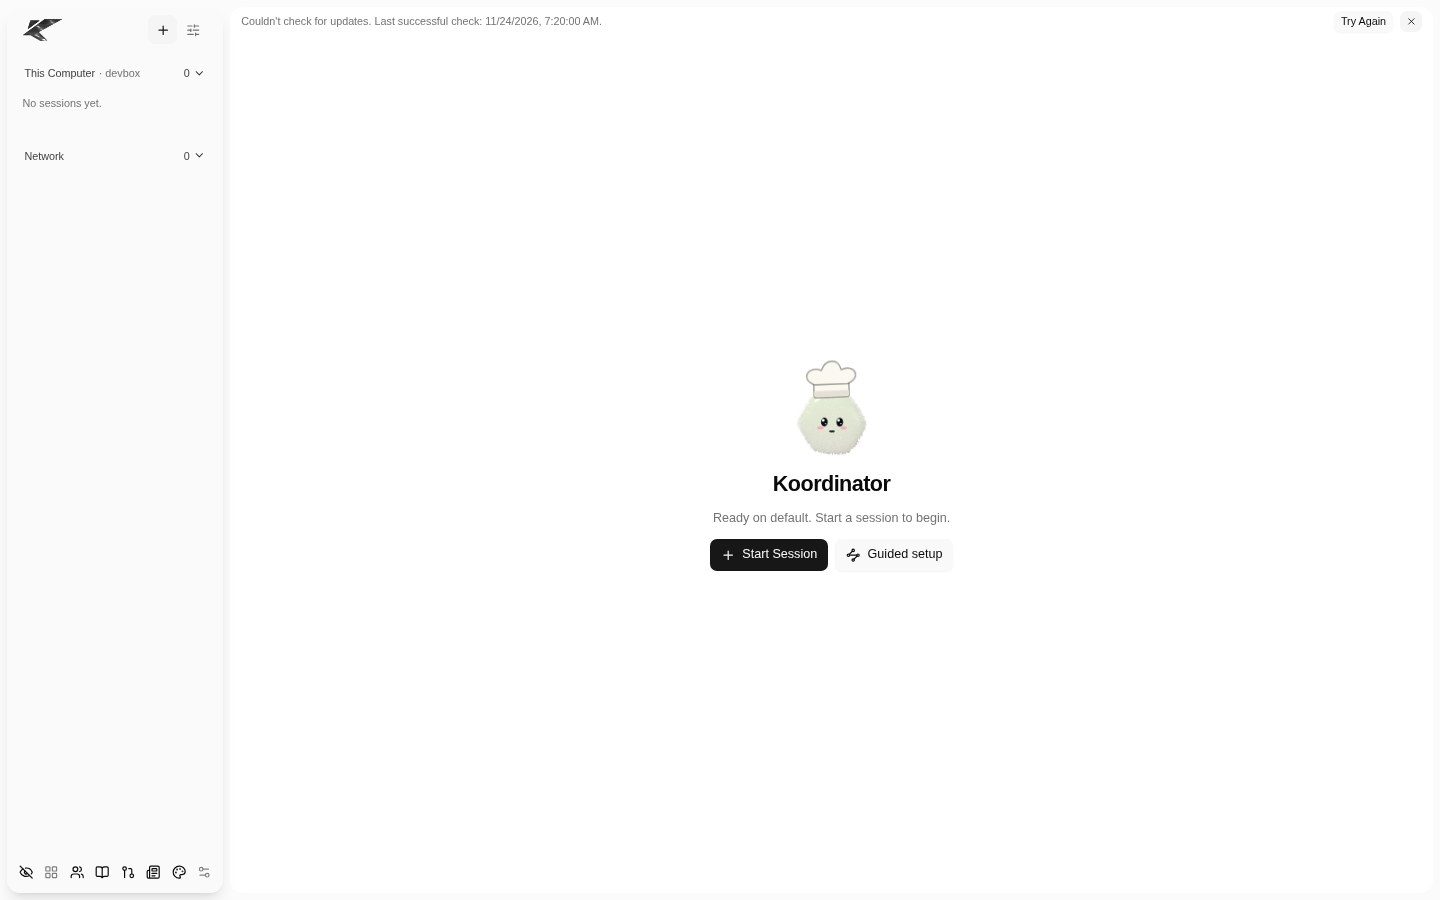 Couldn't check for updates. Last successful check: 11/24/2026, 7:20:00 AM.
Try Again
This Computer · devbox 0
No sessions yet.
Network 0
Koordinator
Ready on default. Start a session to begin.
Start Session
Guided setup